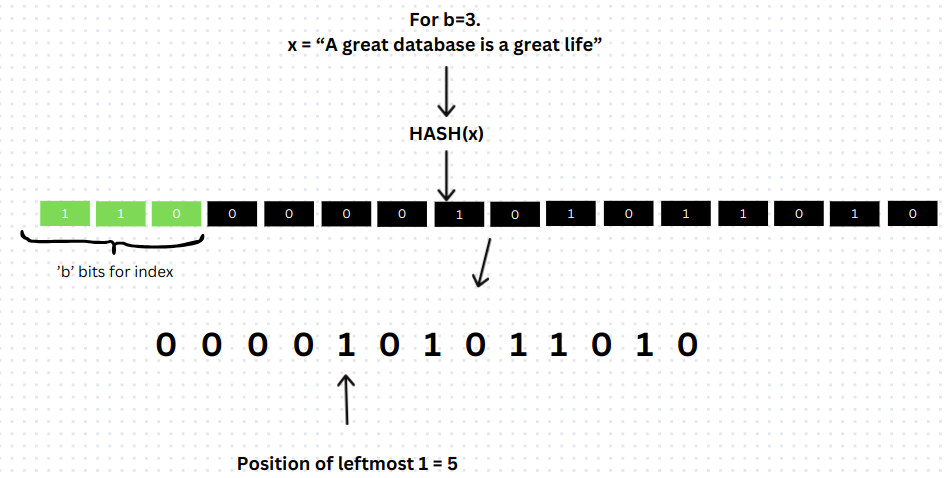 For b=3.
x = “A great database is a great life”
HASH(x)
1 1 0 0 0 0 0 1 0 1 0 1 1 0 1 0
’b’ bits for index
0 0 0 0 1 0 1 0 1 1 0 1 0
Position of leftmost 1 = 5